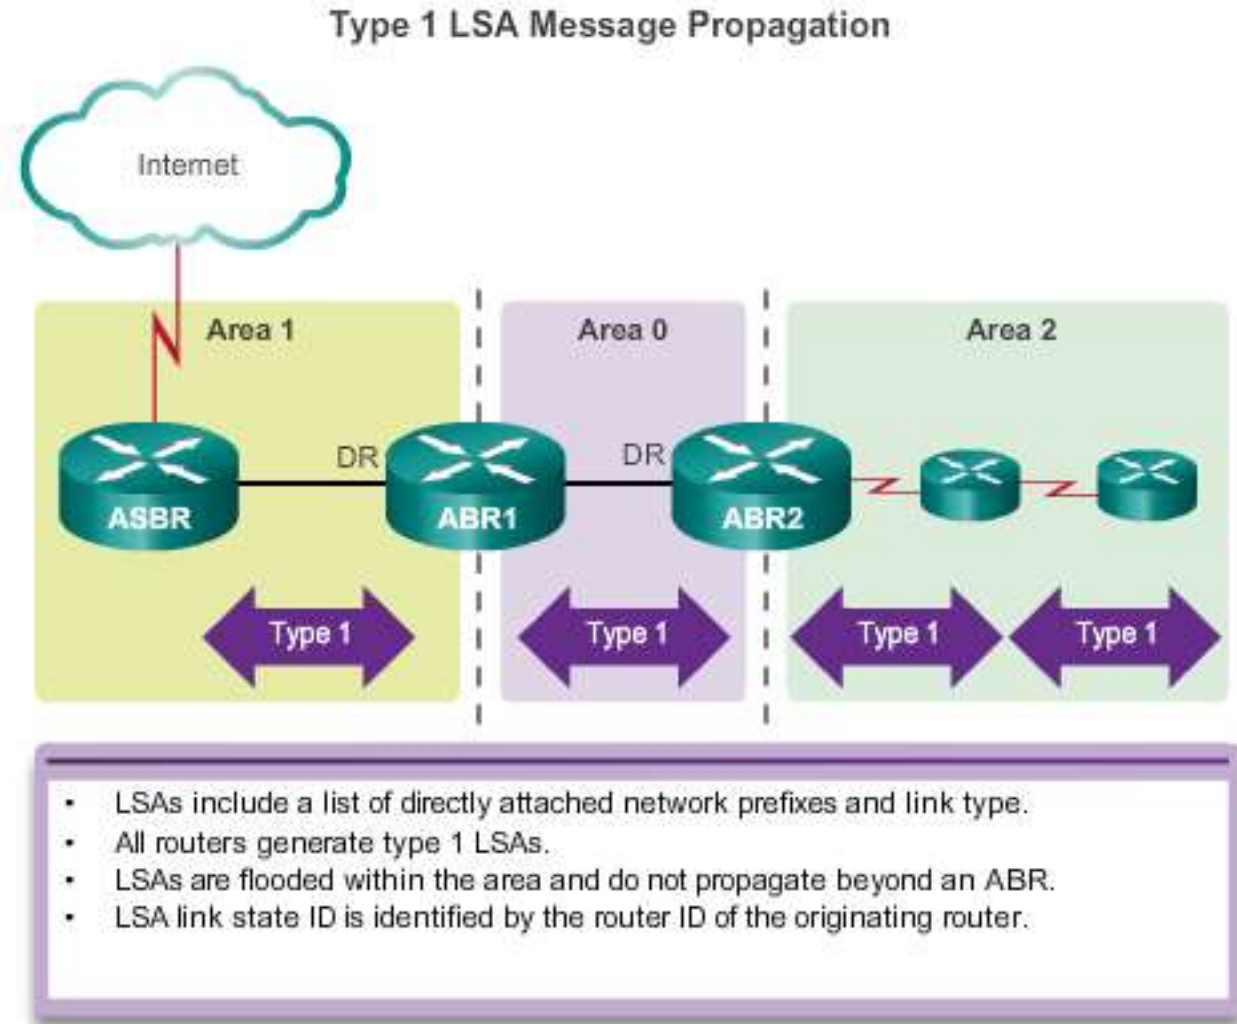 Type 1 LSA Message Propagation
Internet
Area 1
Area 0
Area 2
DR
DR
ASBR
ABR1
ABR2
Type 1
Type 1
Type 1
Type 1
• LSAs include a list of directly attached network prefixes and link type.
• All routers generate type 1 LSAs.
• LSAs are flooded within the area and do not propagate beyond an ABR.
• LSA link state ID is identified by the router ID of the originating router.